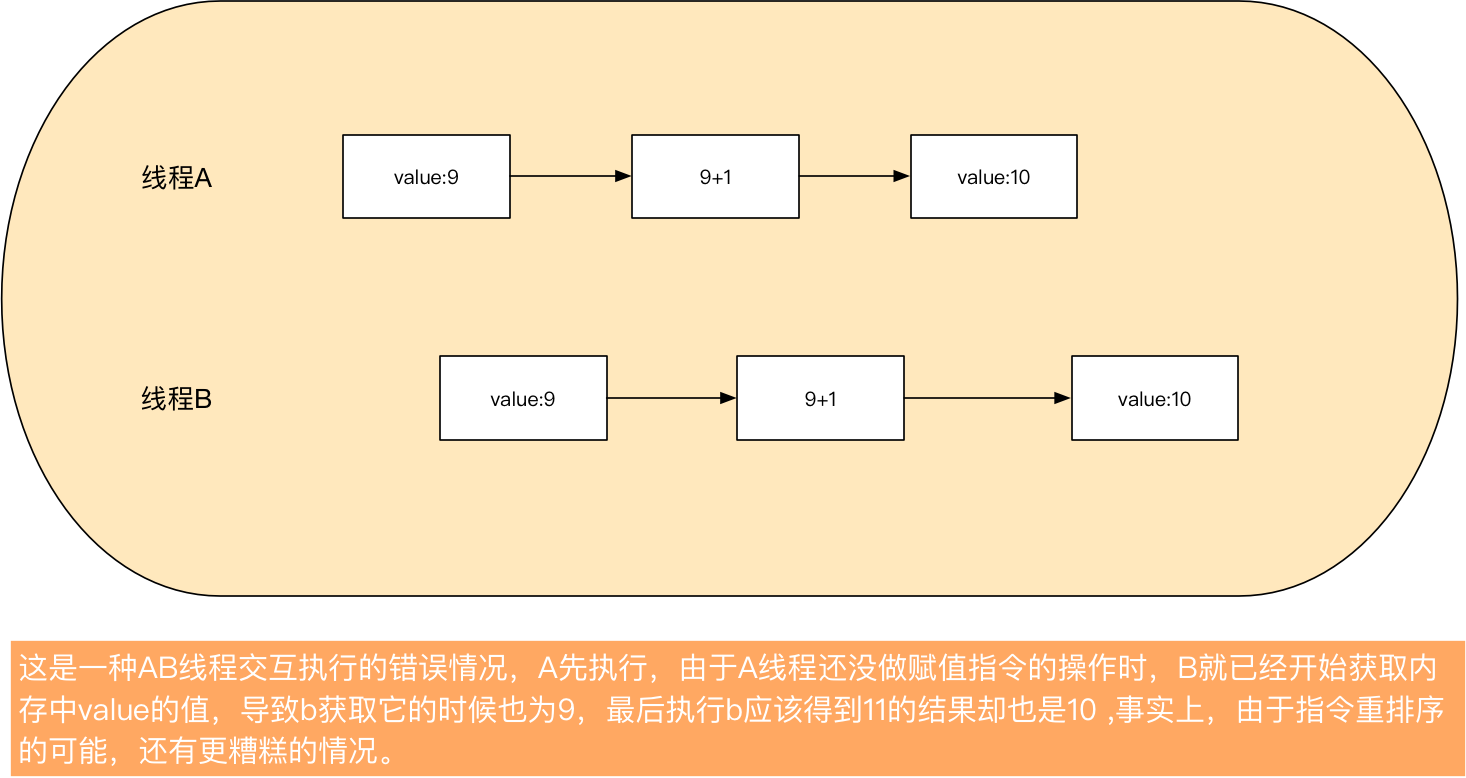 线程A
value:9
9+1
value:10
线程B
value:9
9+1
value:10
这是一种AB线程交互执行的错误情况，A先执行，由于A线程还没做赋值指令的操作时，B就已经开始获取内
存中value的值，导致b获取它的时候也为9，最后执行b应该得到11的结果却也是10 ,事实上，由于指令重排序
的可能，还有更糟糕的情况。